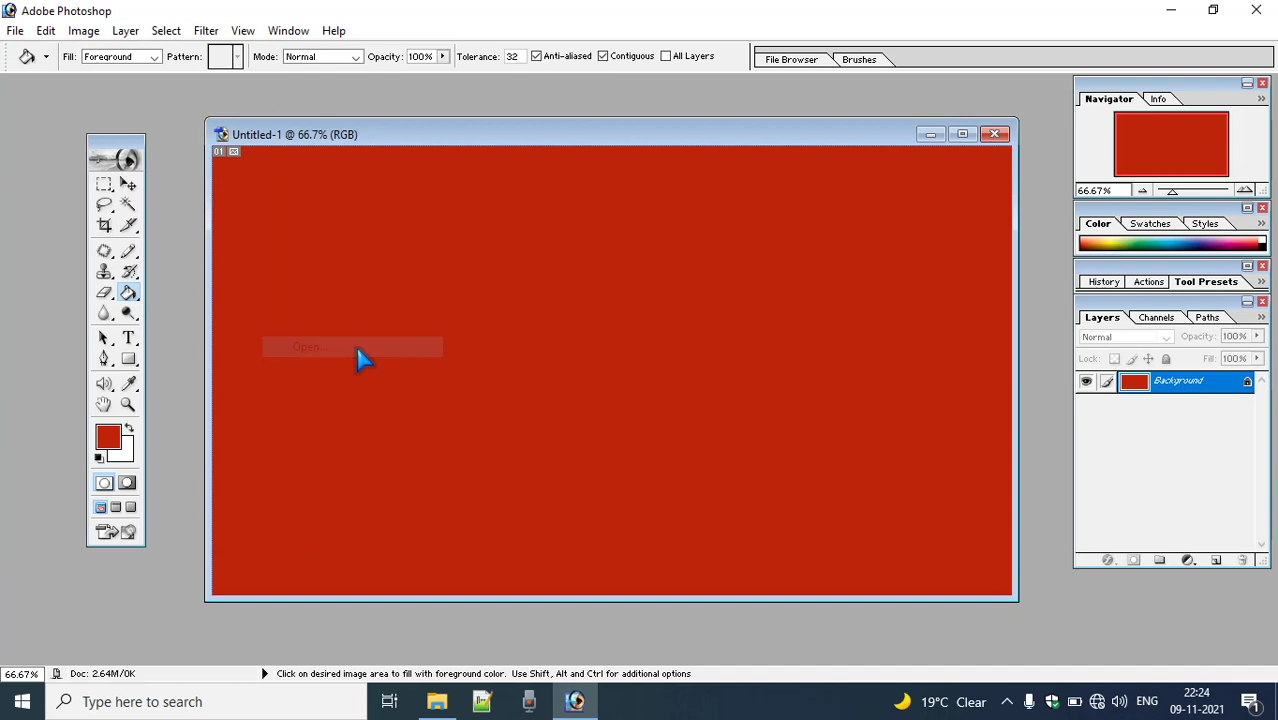 Adobe Photoshop
File Edit Image Layer Select Filter View Window Help
Fill: Foreground Pattern: Mode: Normal Opacity: 100% Tolerance: 32 Anti-aliased Contiguous All Layers File Browser Brushes
Untitled-1 @ 66.7% (RGB)
01
Open...
Navigator Info
66.67%
Color Swatches Styles
History Actions Tool Presets
Layers Channels Paths
Normal Opacity: 100%
Lock: Fill: 100%
Background
66.67% Doc: 2.64M/0K Click on desired image area to fill with foreground color. Use Shift, Alt and Ctrl for additional options
Type here to search
19°C Clear
ENG
22:24
09-11-2021
1